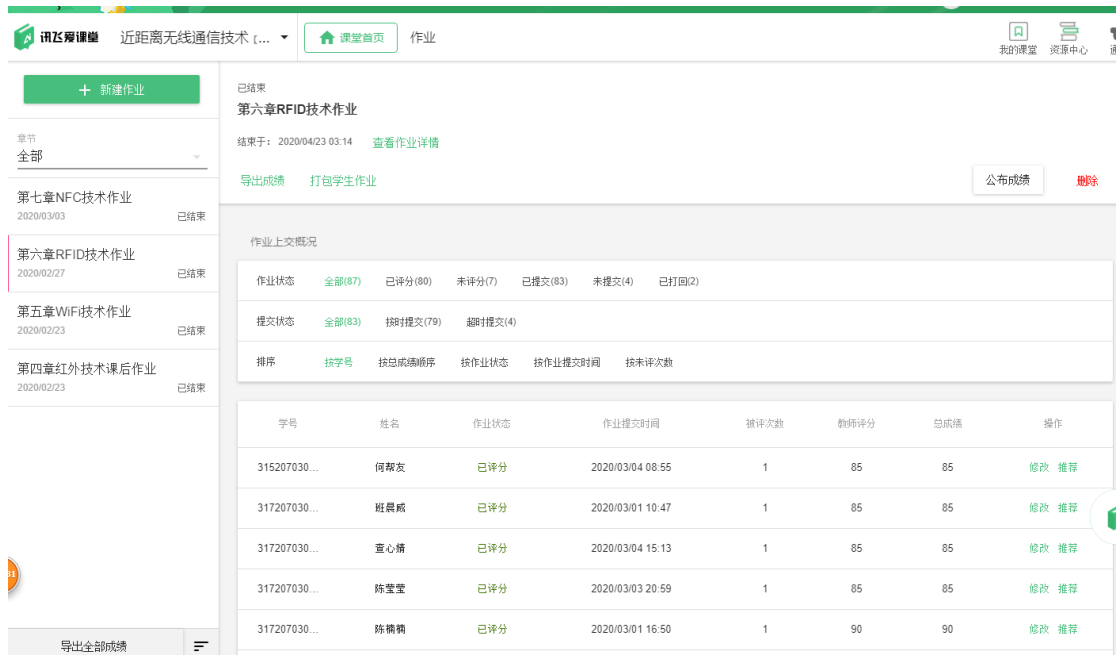 讯飞爱课堂
近距离无线通信技术 [ ...
课堂首页
作业
我的课堂
资源中心
+ 新建作业
章节
全部
第七章NFC技术作业
2020/03/03 已结束
第六章RFID技术作业
2020/02/27 已结束
第五章WiFi技术作业
2020/02/23 已结束
第四章红外技术课后作业
2020/02/23 已结束
导出全部成绩
已结束
第六章RFID技术作业
结束于： 2020/04/23 03:14 查看作业详情
导出成绩 打包学生作业 公布成绩 删除
作业上交概况
作业状态 全部(87) 已评分(80) 未评分(7) 已提交(83) 未提交(4) 已打回(2)
提交状态 全部(83) 按时提交(79) 超时提交(4)
排序 按学号 按总成绩顺序 按作业状态 按作业提交时间 按未评次数
学号 姓名 作业状态 作业提交时间 被评次数 教师评分 总成绩 操作
315207030... 何帮友 已评分 2020/03/04 08:55 1 85 85 修改 推荐
317207030... 班晨威 已评分 2020/03/01 10:47 1 85 85 修改 推荐
317207030... 查心婧 已评分 2020/03/04 15:13 1 85 85 修改 推荐
317207030... 陈莹莹 已评分 2020/03/03 20:59 1 85 85 修改 推荐
317207030... 陈楠楠 已评分 2020/03/01 16:50 1 90 90 修改 推荐